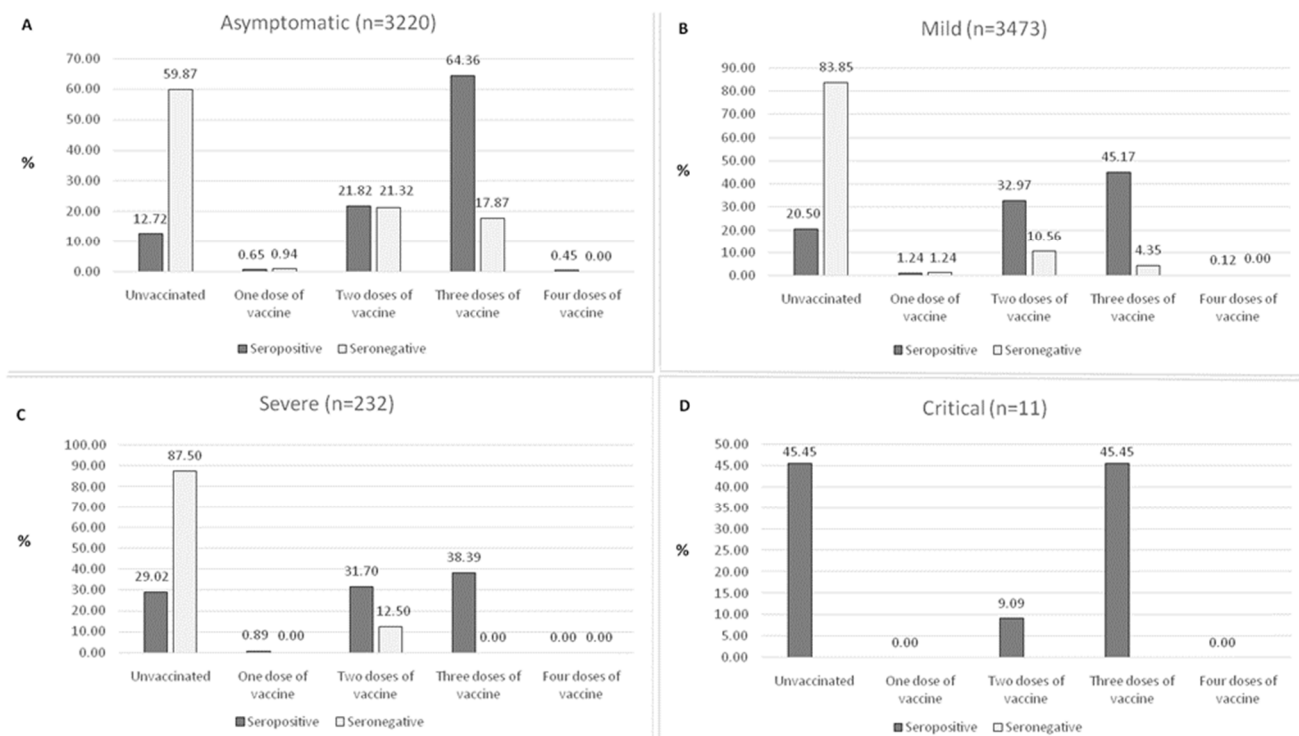 A
Asymptomatic (n=3220)
%
70.00
60.00
50.00
40.00
30.00
20.00
10.00
0.00
12.72
59.87
0.65
0.94
21.82
21.32
64.36
17.87
0.45
0.00
Unvaccinated
One dose of
vaccine
Two doses of
vaccine
Three doses of
vaccine
Four doses of
vaccine
Seropositive
Seronegative
B
Mild (n=3473)
%
90.00
80.00
70.00
60.00
50.00
40.00
30.00
20.00
10.00
0.00
20.50
83.85
1.24
1.24
32.97
10.56
45.17
4.35
0.12
0.00
Unvaccinated
One dose of
vaccine
Two doses of
vaccine
Three doses of
vaccine
Four doses of
vaccine
Seropositive
Seronegative
C
Severe (n=232)
%
100.00
90.00
80.00
70.00
60.00
50.00
40.00
30.00
20.00
10.00
0.00
29.02
87.50
0.89
0.00
31.70
12.50
38.39
0.00
0.00
0.00
Unvaccinated
One dose of
vaccine
Two doses of
vaccine
Three doses of
vaccine
Four doses of
vaccine
Seropositive
Seronegative
D
Critical (n=11)
%
50.00
45.00
40.00
35.00
30.00
25.00
20.00
15.00
10.00
5.00
0.00
45.45
0.00
9.09
45.45
0.00
Unvaccinated
One dose of
vaccine
Two doses of
vaccine
Three doses of
vaccine
Four doses of
vaccine
Seropositive
Seronegative